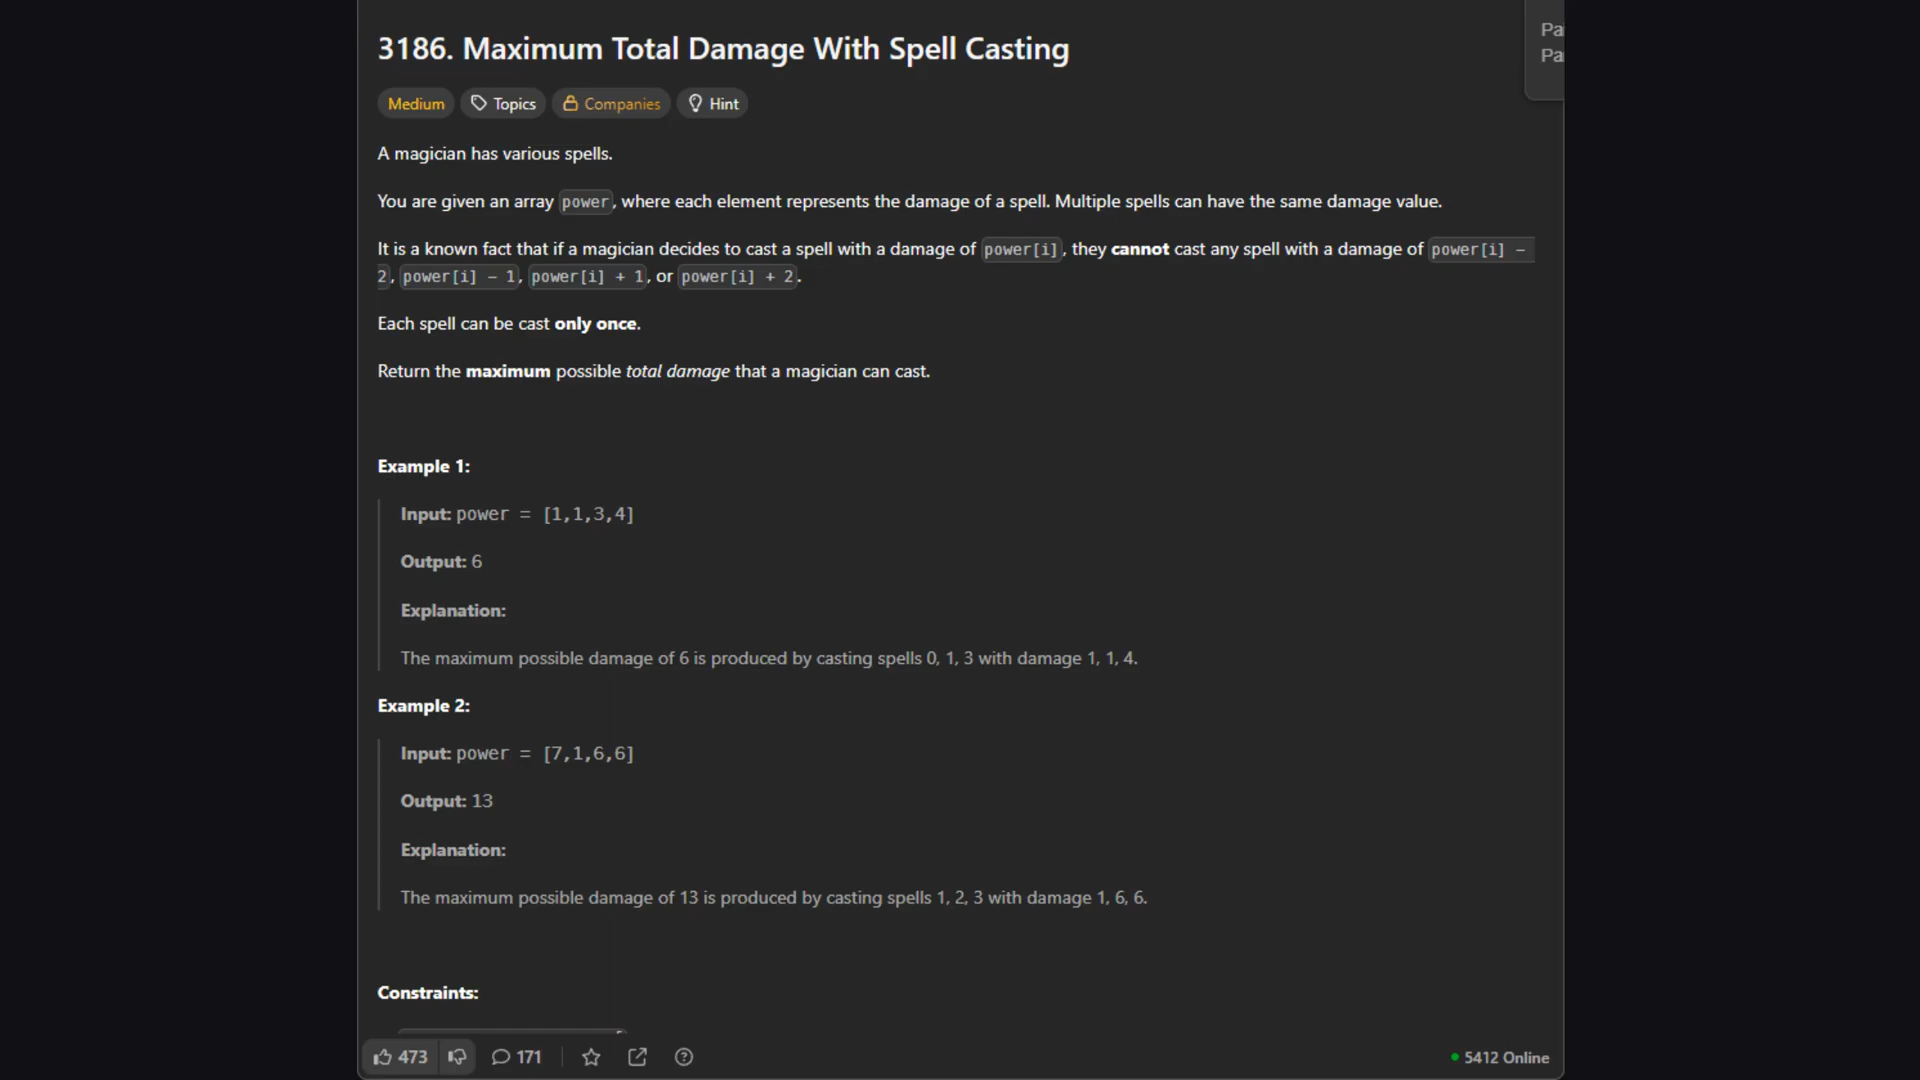 3186. Maximum Total Damage With Spell Casting
Pa
Pa
Medium Topics Companies Hint
A magician has various spells.
You are given an array power, where each element represents the damage of a spell. Multiple spells can have the same damage value.
It is a known fact that if a magician decides to cast a spell with a damage of power[i], they cannot cast any spell with a damage of power[i] -
2, power[i] - 1, power[i] + 1, or power[i] + 2.
Each spell can be cast only once.
Return the maximum possible total damage that a magician can cast.
Example 1:
Input: power = [1,1,3,4]
Output: 6
Explanation:
The maximum possible damage of 6 is produced by casting spells 0, 1, 3 with damage 1, 1, 4.
Example 2:
Input: power = [7,1,6,6]
Output: 13
Explanation:
The maximum possible damage of 13 is produced by casting spells 1, 2, 3 with damage 1, 6, 6.
Constraints:
473 171 5412 Online